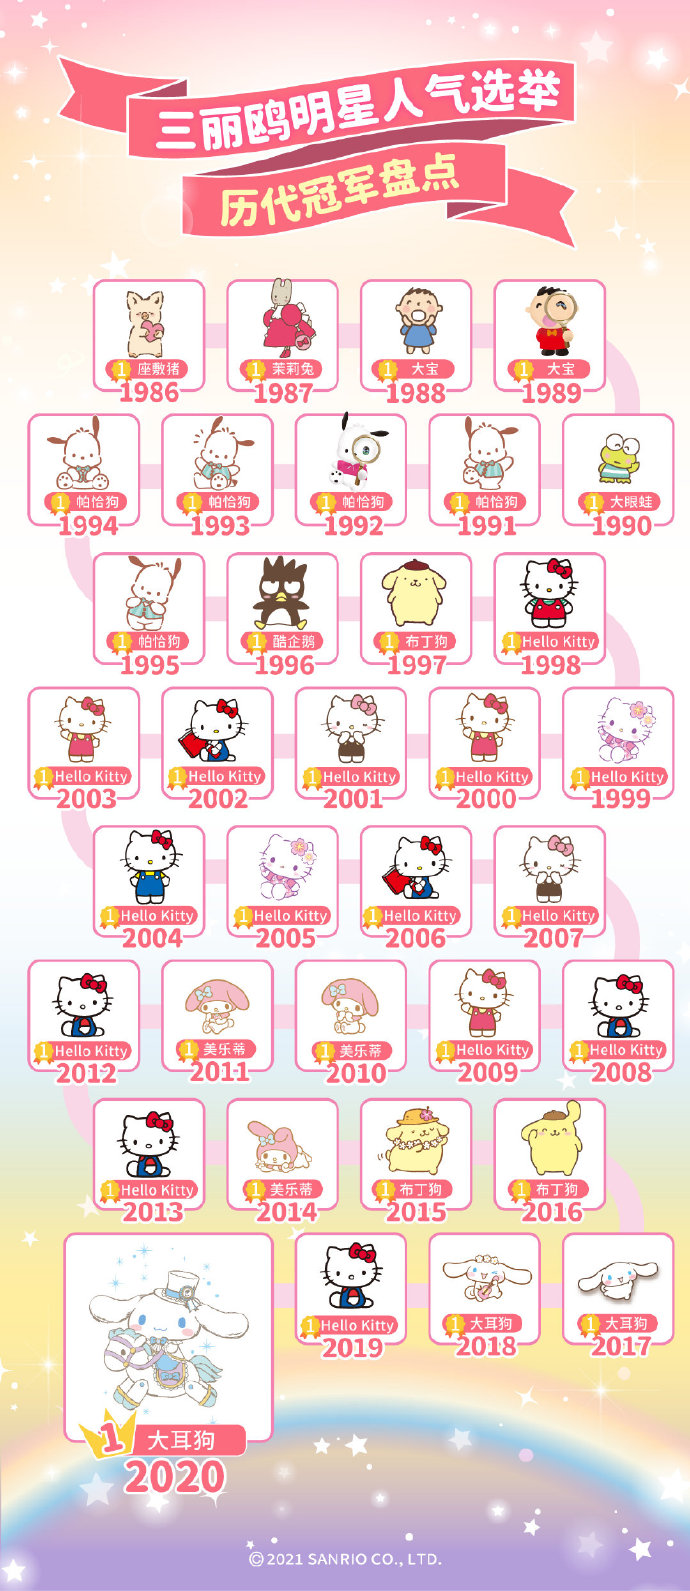 三丽鸥明星人气选举
历代冠军盘点
1 座敷猪
1986
1 茉莉兔
1987
1 大宝
1988
1 大宝
1989
1 帕恰狗
1994
1 帕恰狗
1993
1 帕恰狗
1992
1 帕恰狗
1991
1 大眼蛙
1990
1 帕恰狗
1995
1 酷企鹅
1996
1 布丁狗
1997
1 Hello Kitty
1998
1 Hello Kitty
2003
1 Hello Kitty
2002
1 Hello Kitty
2001
1 Hello Kitty
2000
1 Hello Kitty
1999
1 Hello Kitty
2004
1 Hello Kitty
2005
1 Hello Kitty
2006
1 Hello Kitty
2007
1 Hello Kitty
2012
1 美乐蒂
2011
1 美乐蒂
2010
1 Hello Kitty
2009
1 Hello Kitty
2008
1 Hello Kitty
2013
1 美乐蒂
2014
1 布丁狗
2015
1 布丁狗
2016
1 大耳狗
2020
1 Hello Kitty
2019
1 大耳狗
2018
1 大耳狗
2017
©2021 SANRIO CO., LTD.